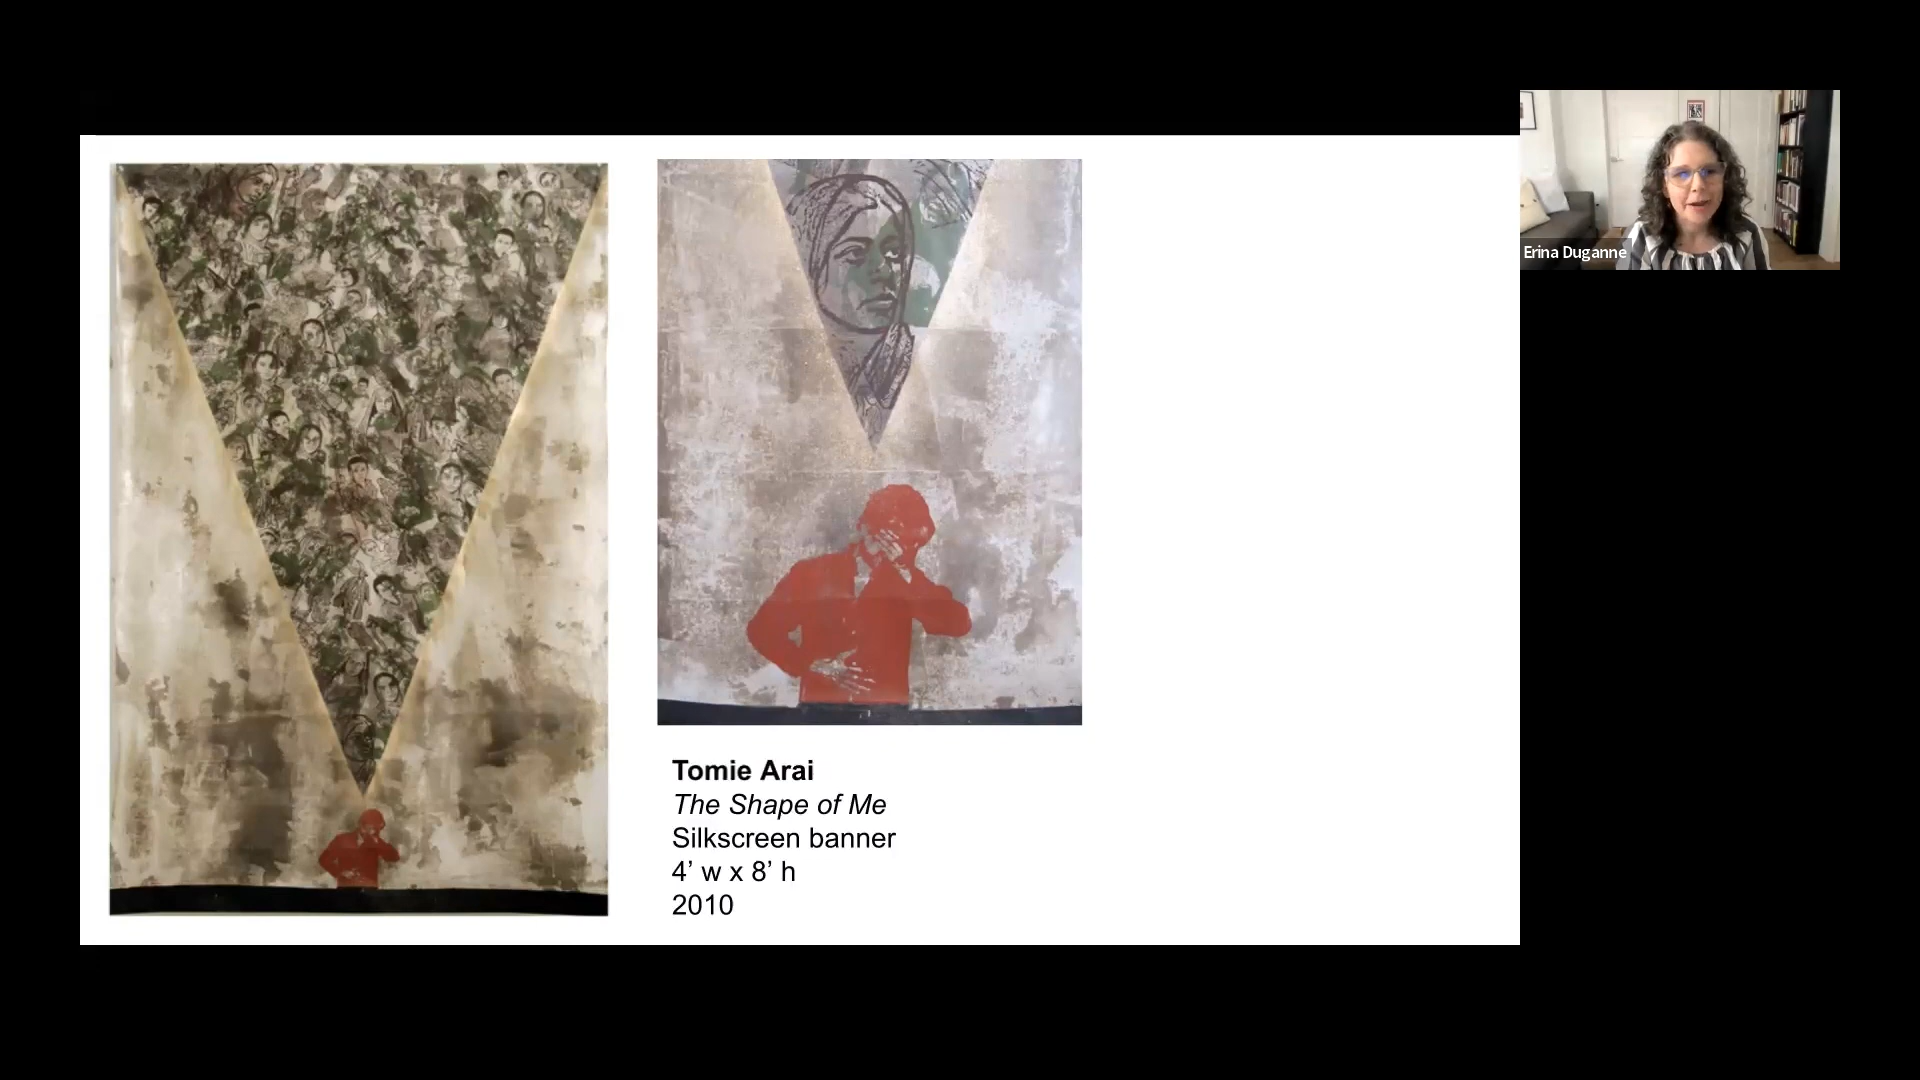 Erina Duganne
Tomie Arai
The Shape of Me
Silkscreen banner
4’ w x 8’ h
2010